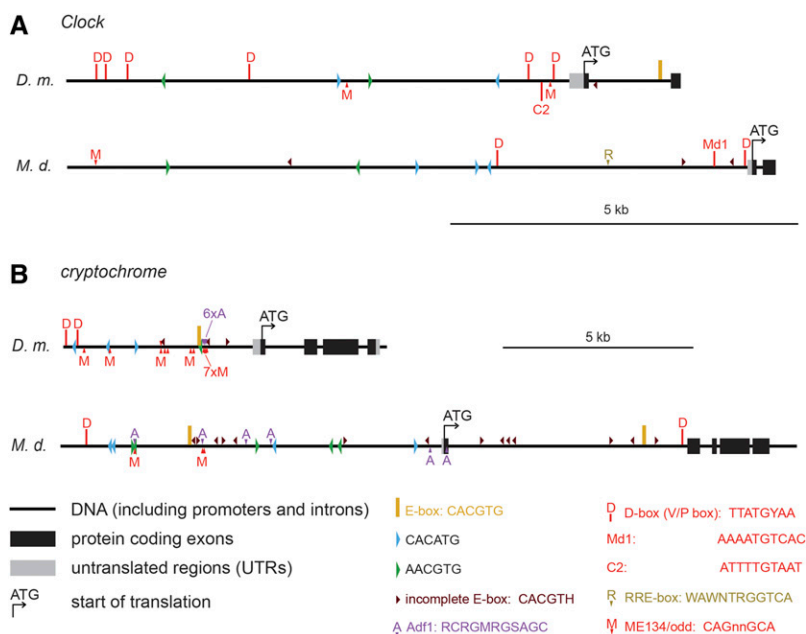 A Clock
DD D D D D ATG
D. m.
M C2 M
M D R Md1 D ATG
M. d.
5 kb
B cryptochrome
D D 6xA ATG
D. m.
M M M M 7xM
5 kb
D A A A A ATG D
M. d.
M M A A
DNA (including promoters and introns)
protein coding exons
untranslated regions (UTRs)
ATG start of translation
E-box: CACGTG
CACATG
AACGTG
incomplete E-box: CACGTH
A Adf1: RCRGMRGSAGC
D D-box (V/P box): TTATGYAA
Md1: AAAATGTCAC
C2: ATTTTGTAAT
R RRE-box: WAWNTRGGTCA
M ME134/odd: CAGnnGCA